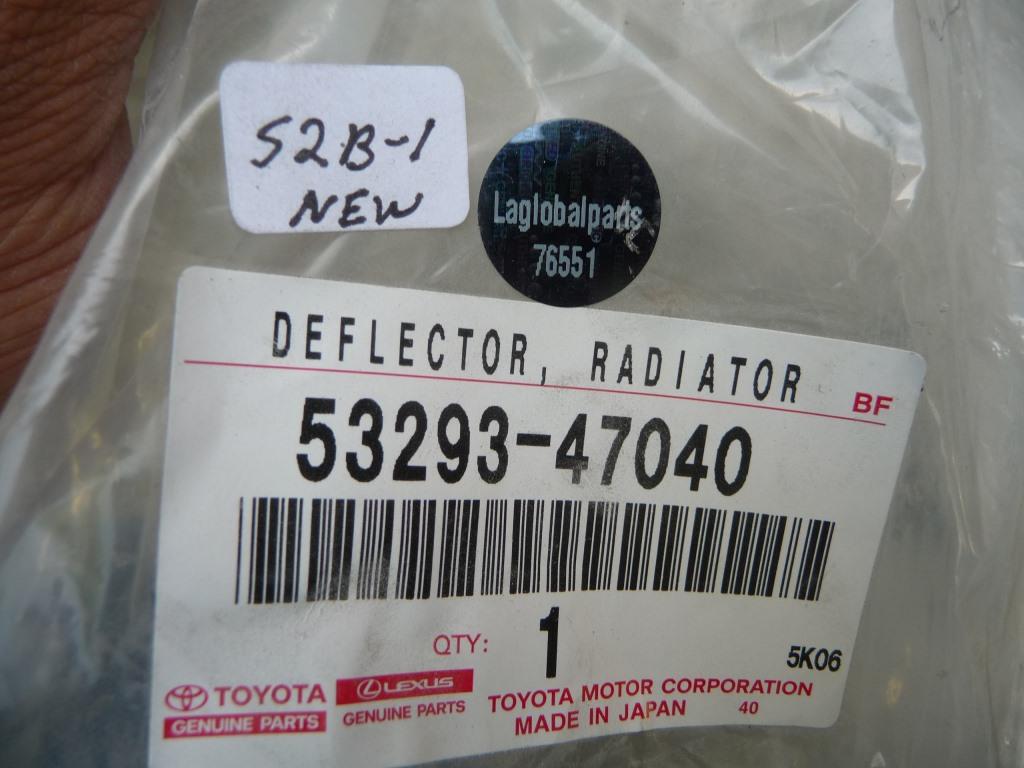 S2B-1
NEW
Laglobalparts
76551
DEFLECTOR, RADIATOR
BF
53293-47040
QTY: 1
5K06
TOYOTA
GENUINE PARTS
LEXUS
GENUINE PARTS
TOYOTA MOTOR CORPORATION
MADE IN JAPAN 40